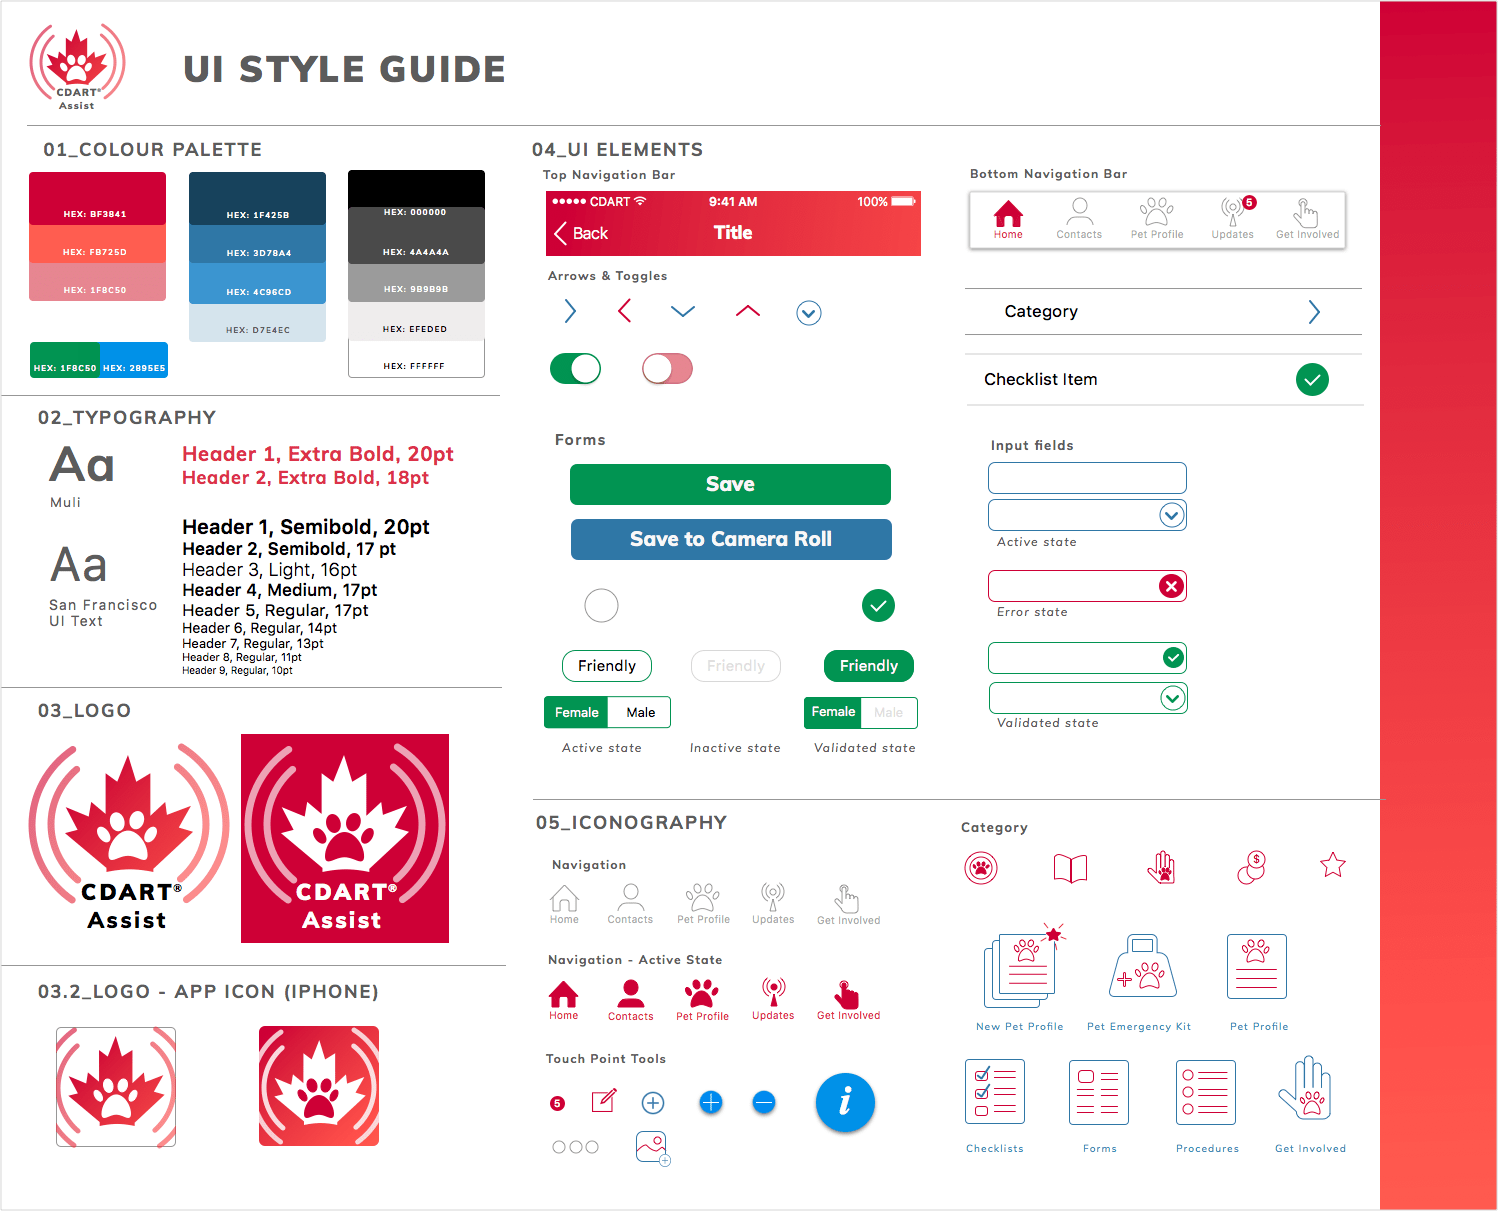 CDART®
Assist
UI STYLE GUIDE
01_COLOUR PALETTE
HEX: BF3841
HEX: FB725D
HEX: 1F8C50
HEX: 1F8C50 HEX: 2895E5
HEX: 1F425B
HEX: 3D78A4
HEX: 4C96CD
HEX: D7E4EC
HEX: 000000
HEX: 4A4A4A
HEX: 9B9B9B
HEX: EFEDED
HEX: FFFFFF
02_TYPOGRAPHY
Aa
Muli
Header 1, Extra Bold, 20pt
Header 2, Extra Bold, 18pt
Aa
San Francisco
UI Text
Header 1, Semibold, 20pt
Header 2, Semibold, 17 pt
Header 3, Light, 16pt
Header 4, Medium, 17pt
Header 5, Regular, 17pt
Header 6, Regular, 14pt
Header 7, Regular, 13pt
Header 8, Regular, 11pt
Header 9, Regular, 10pt
03_LOGO
CDART®
Assist
CDART®
Assist
03.2_LOGO - APP ICON (IPHONE)
04_UI ELEMENTS
Top Navigation Bar
CDART 9:41 AM 100%
Back Title
Arrows & Toggles
Forms
Save
Save to Camera Roll
Friendly Friendly Friendly
Female Male Female Male
Active state Inactive state Validated state
Bottom Navigation Bar
5
Home Contacts Pet Profile Updates Get Involved
Category
Checklist Item
Input fields
Active state
Error state
Validated state
05_ICONOGRAPHY
Navigation
Home Contacts Pet Profile Updates Get Involved
Navigation - Active State
Home Contacts Pet Profile Updates Get Involved
Touch Point Tools
5
i
Category
$
New Pet Profile Pet Emergency Kit Pet Profile
Checklists Forms Procedures Get Involved